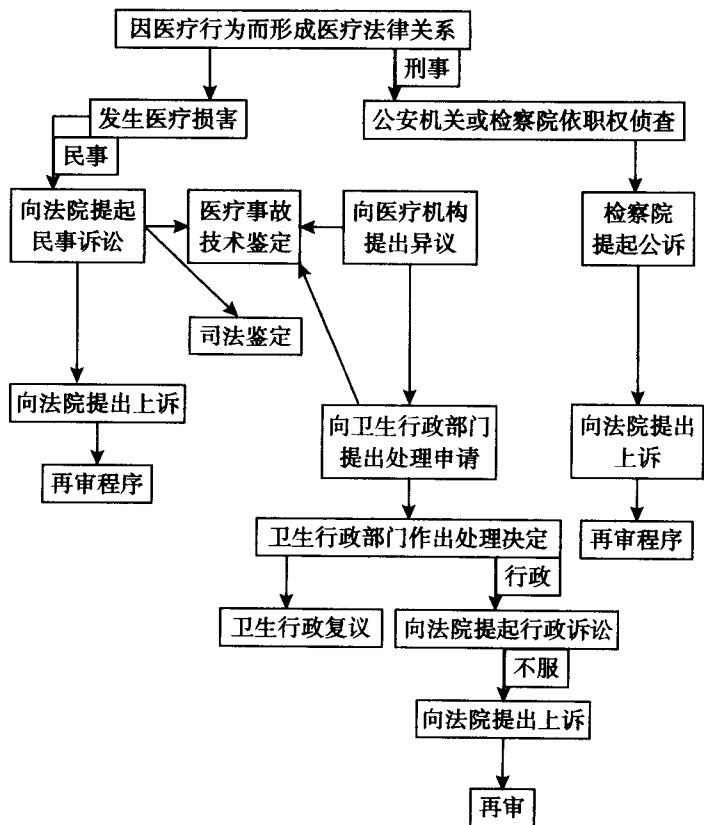 因医疗行为而形成医疗法律关系
刑事
发生医疗损害
公安机关或检察院依职权侦查
民事
向法院提起
民事诉讼
医疗事故
技术鉴定
向医疗机构
提出异议
检察院
提起公诉
司法鉴定
向法院提出上诉
向卫生行政部门
提出处理申请
向法院提出
上诉
再审程序
卫生行政部门作出处理决定
再审程序
行政
卫生行政复议
向法院提起行政诉讼
不服
向法院提出上诉
再审